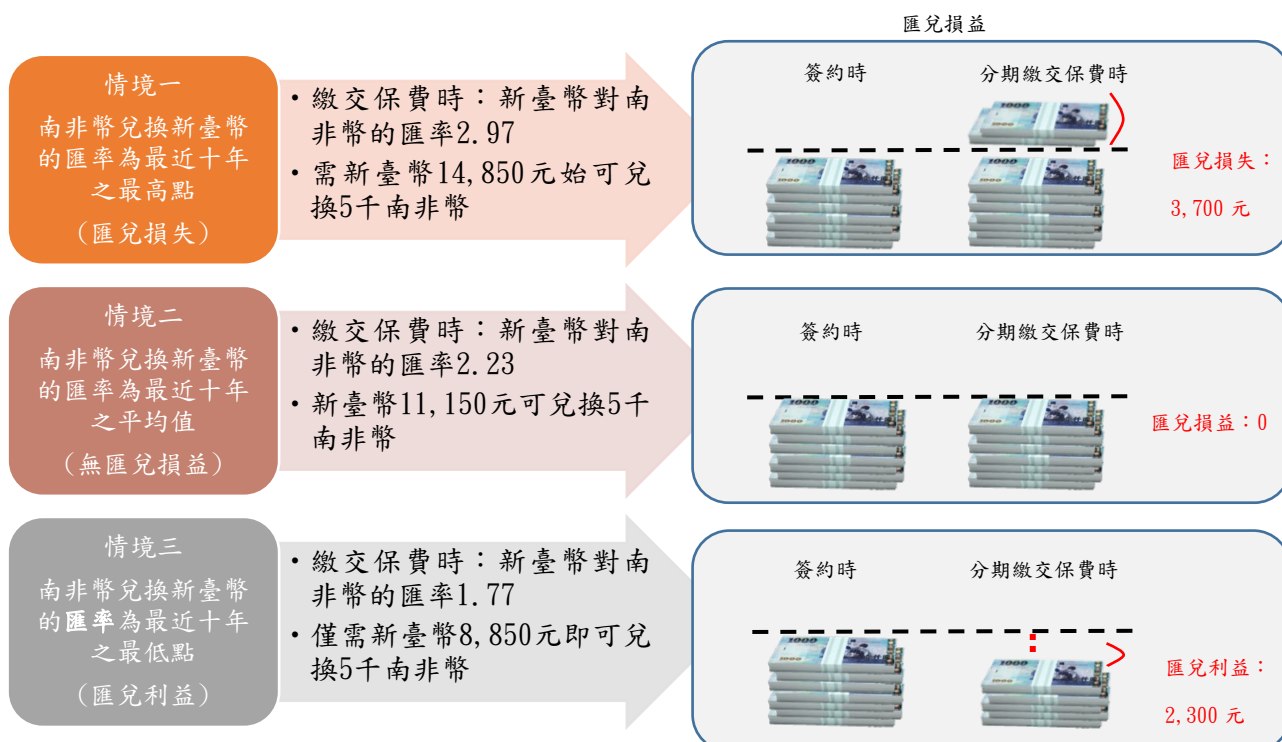 匯兌損益
情境一
南非幣兌換新臺幣
的匯率為最近十年
之最高點
（匯兌損失）
・繳交保費時：新臺幣對南
非幣的匯率2.97
・需新臺幣14,850元始可兌
換5千南非幣
簽約時
分期繳交保費時
匯兌損失：
3,700 元
情境二
南非幣兌換新臺幣
的匯率為最近十年
之平均值
（無匯兌損益）
・繳交保費時：新臺幣對南
非幣的匯率2.23
・新臺幣11,150元可兌換5千
南非幣
簽約時
分期繳交保費時
匯兌損益：0
情境三
南非幣兌換新臺幣
的匯率為最近十年
之最低點
（匯兌利益）
・繳交保費時：新臺幣對南
非幣的匯率1.77
・僅需新臺幣8,850元即可兌
換5千南非幣
簽約時
分期繳交保費時
匯兌利益：
2,300 元